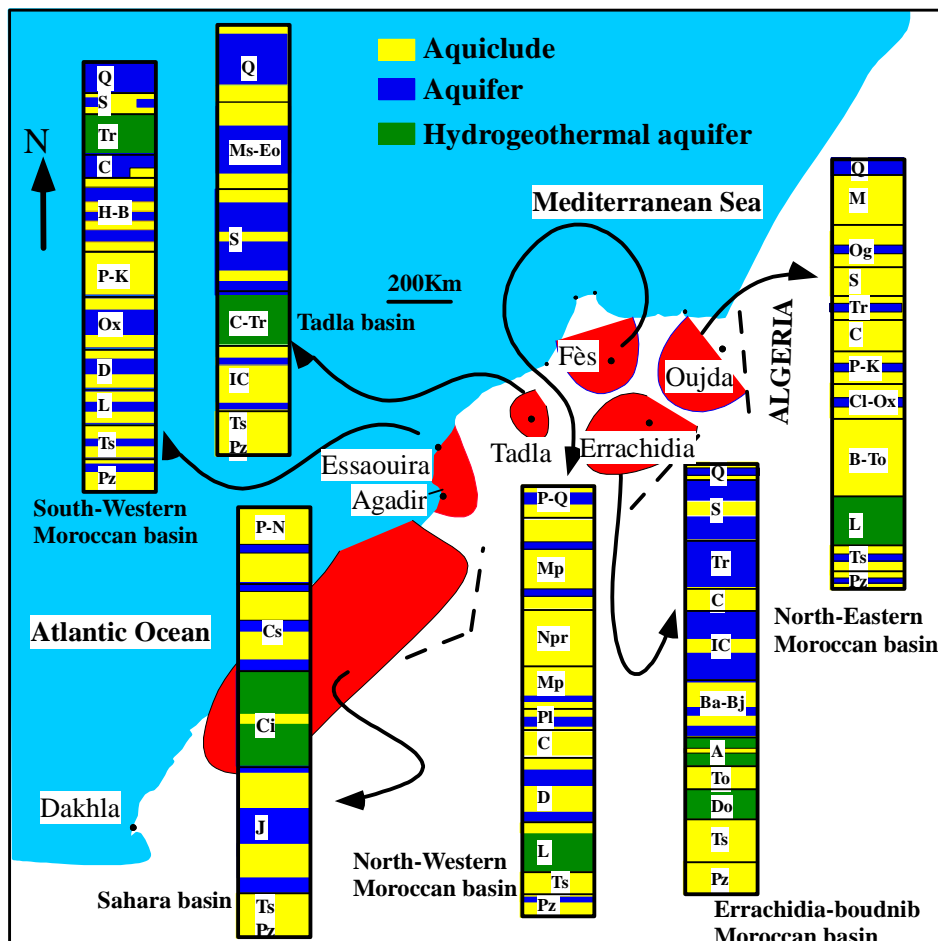 Aquiclude
Aquifer
Hydrogeothermal aquifer
N
Mediterranean Sea
200Km
ALGERIA
Fès
Oujda
Errachidia
Tadla
Essaouira
Agadir
Atlantic Ocean
Dakhla
Q
S
Tr
C
H-B
P-K
Ox
D
L
Ts
Pz
South-Western
Moroccan basin
Q
Ms-Eo
S
C-Tr
IC
Ts
Pz
Tadla basin
P-N
Cs
Ci
J
Ts
Pz
Sahara basin
P-Q
Mp
Npr
Mp
Pl
C
D
L
Ts
Pz
North-Western
Moroccan basin
Q
S
Tr
C
IC
Ba-Bj
A
To
Do
Ts
Pz
Errachidia-boudnib
Moroccan basin
Q
M
Og
S
Tr
C
P-K
Cl-Ox
B-To
L
Ts
Pz
North-Eastern
Moroccan basin